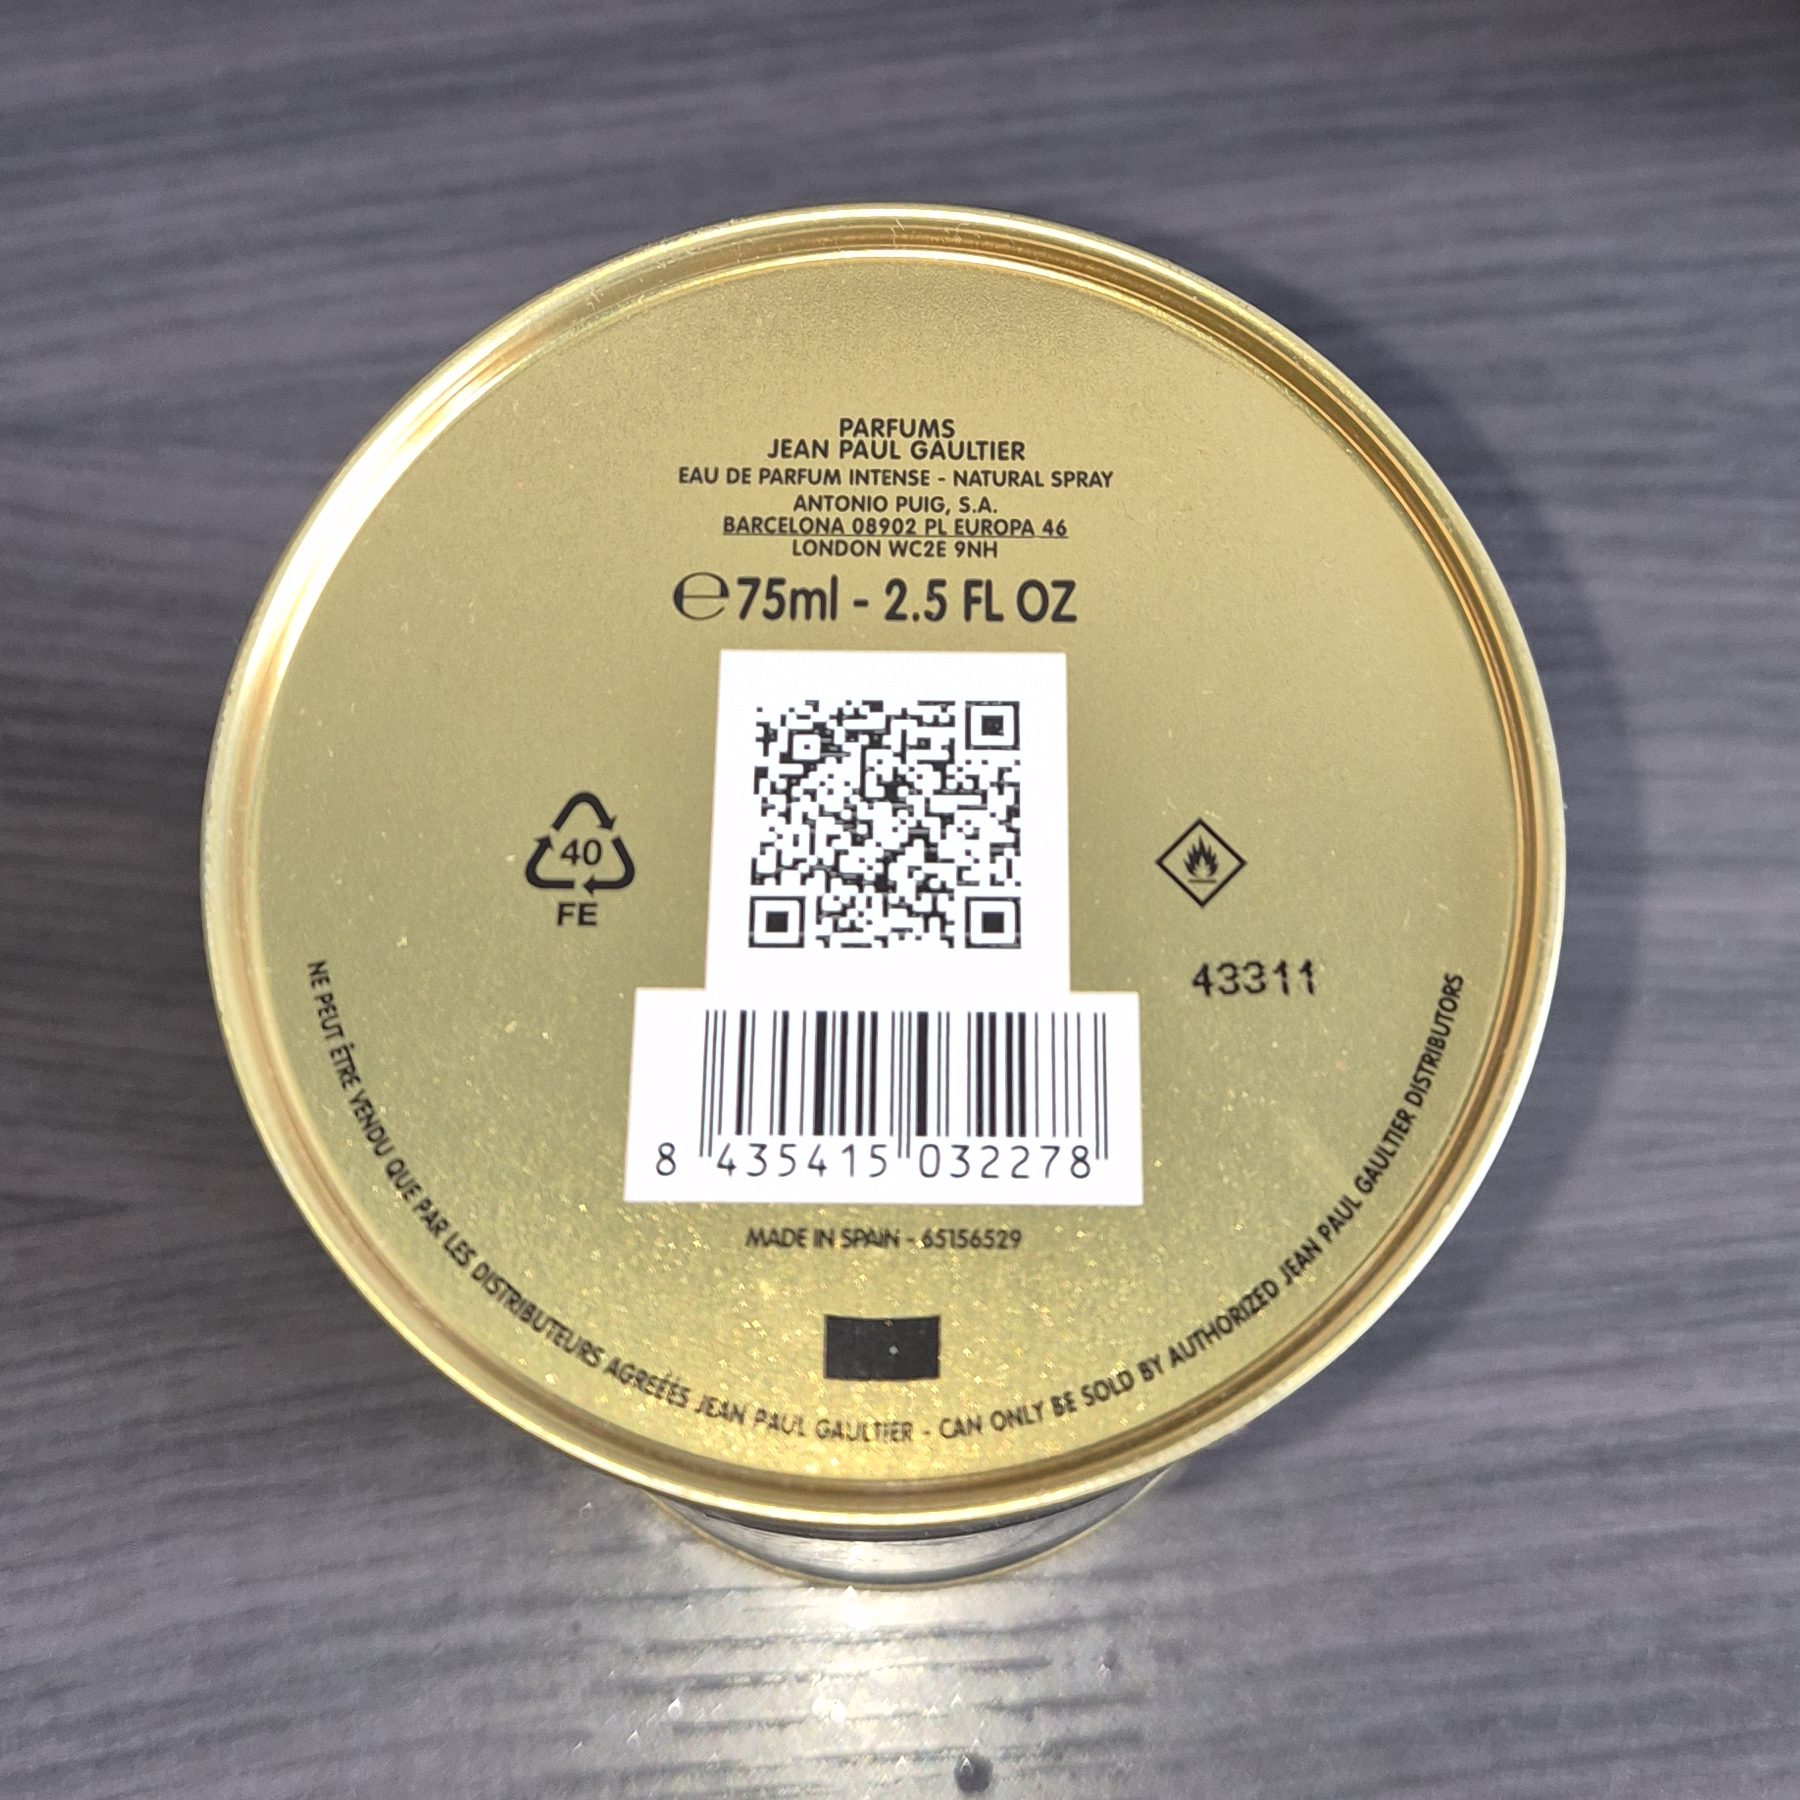 PARFUMS
JEAN PAUL GAULTIER
EAU DE PARFUM INTENSE - NATURAL SPRAY
ANTONIO PUIG, S.A.
BARCELONA 08902 PL EUROPA 46
LONDON WC2E 9NH
℮75ml - 2.5 FL OZ
40
FE
43311
8 435415 032278
MADE IN SPAIN - 65156529
NE PEUT ÊTRE VENDU QUE PAR LES DISTRIBUTEURS AGRÉÉS JEAN PAUL GAULTIER - CAN ONLY BE SOLD BY AUTHORIZED JEAN PAUL GAULTIER DISTRIBUTORS